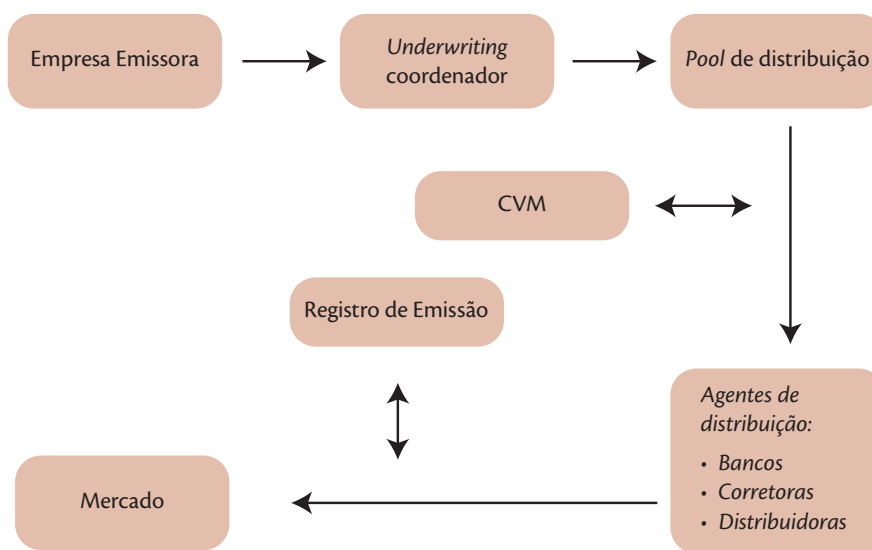 Empresa Emissora
Underwriting
coordenador
Pool de distribuição
CVM
Registro de Emissão
Agentes de
distribuição:
• Bancos
• Corretoras
• Distribuidoras
Mercado